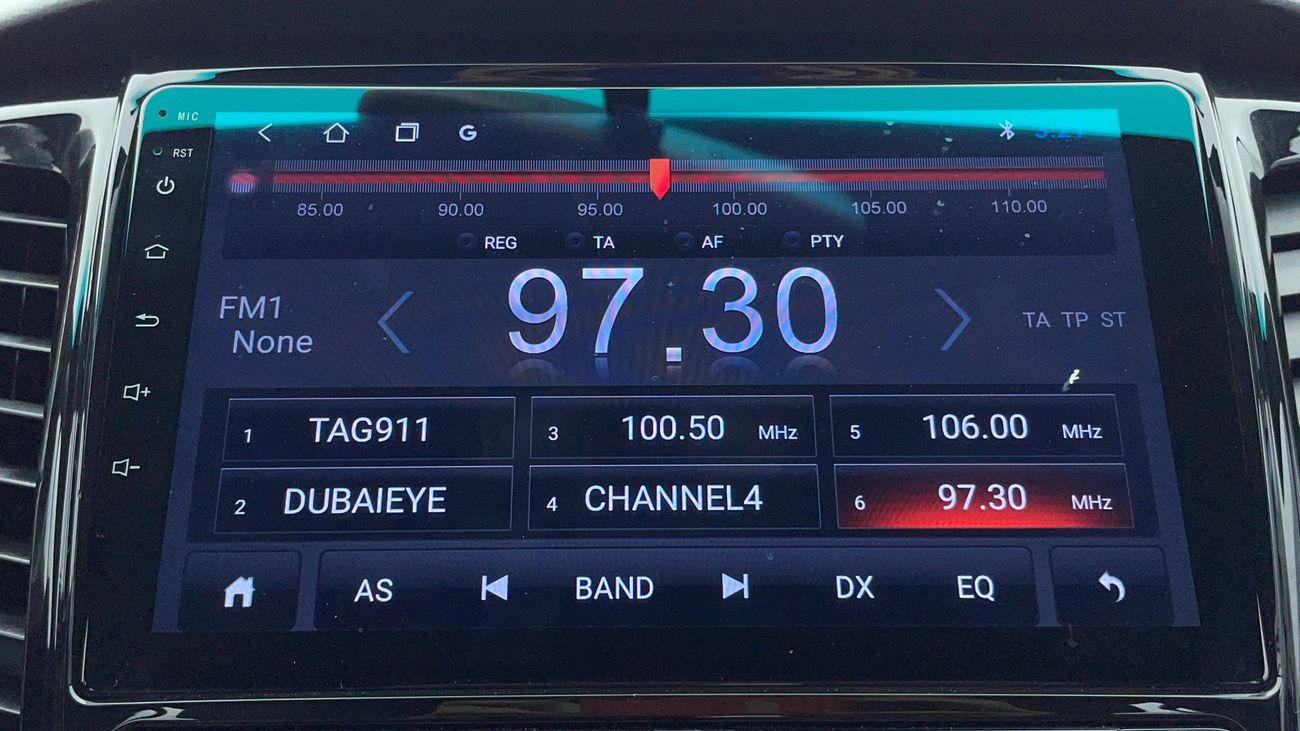 MIC
RST
G
3:21
85.00 90.00 95.00 100.00 105.00 110.00
REG TA AF PTY
FM1
None
97.30
TA TP ST
1 TAG911
3 100.50 MHz
5 106.00 MHz
2 DUBAIEYE
4 CHANNEL4
6 97.30 MHz
AS BAND DX EQ